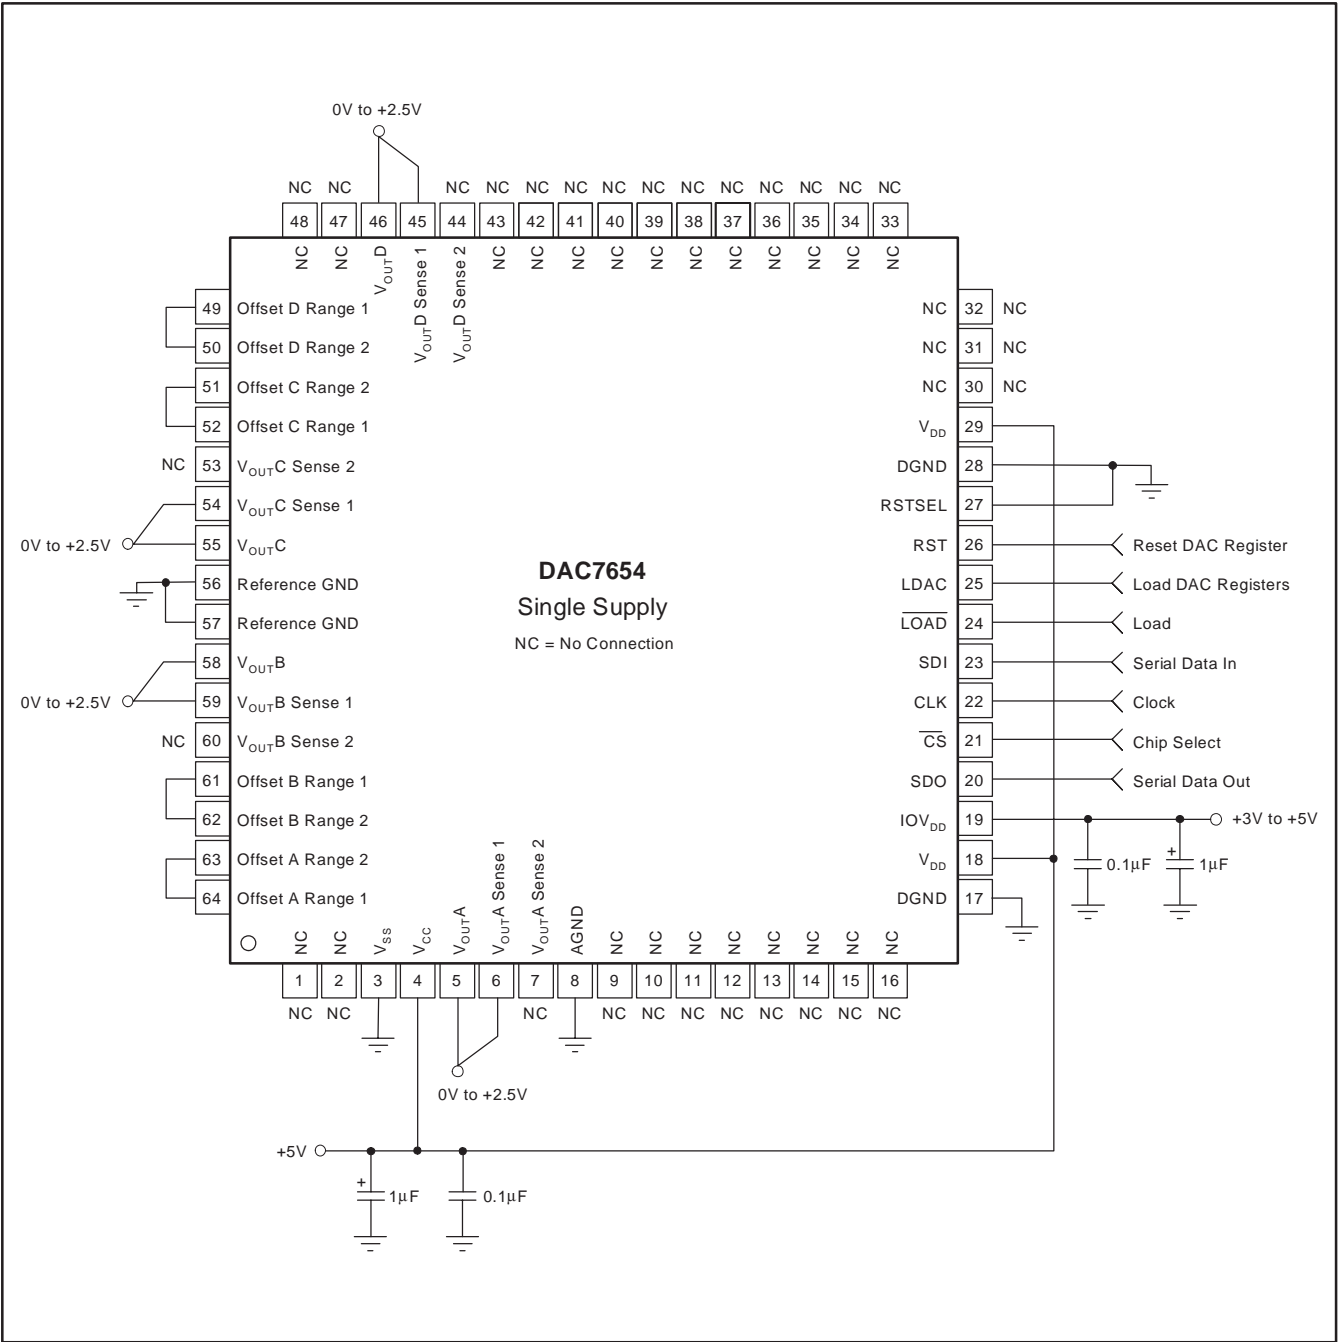 0V to +2.5V
NC NC NC NC NC NC NC NC NC NC NC NC NC NC
48 47 46 45 44 43 42 41 40 39 38 37 36 35 34 33
NC NC VOUTD VOUTD Sense 1 VOUTD Sense 2 NC NC NC NC NC NC NC NC NC NC NC
49 Offset D Range 1
50 Offset D Range 2
51 Offset C Range 2
52 Offset C Range 1
NC 53 VOUTC Sense 2
54 VOUTC Sense 1
0V to +2.5V 55 VOUTC
56 Reference GND
57 Reference GND
58 VOUTB
0V to +2.5V 59 VOUTB Sense 1
NC 60 VOUTB Sense 2
61 Offset B Range 1
62 Offset B Range 2
63 Offset A Range 2
64 Offset A Range 1
DAC7654
Single Supply
NC = No Connection
NC 32 NC
NC 31 NC
NC 30 NC
VDD 29
DGND 28
RSTSEL 27
RST 26 Reset DAC Register
LDAC 25 Load DAC Registers
LOAD 24 Load
SDI 23 Serial Data In
CLK 22 Clock
CS 21 Chip Select
SDO 20 Serial Data Out
IOVDD 19 +3V to +5V
VDD 18 0.1µF + 1µF
DGND 17
NC NC VSS VCC VOUTA VOUTA Sense 1 VOUTA Sense 2 AGND NC NC NC NC NC NC NC NC
1 2 3 4 5 6 7 8 9 10 11 12 13 14 15 16
NC NC NC NC NC NC NC NC NC NC NC
0V to +2.5V
+5V
+ 1µF 0.1µF